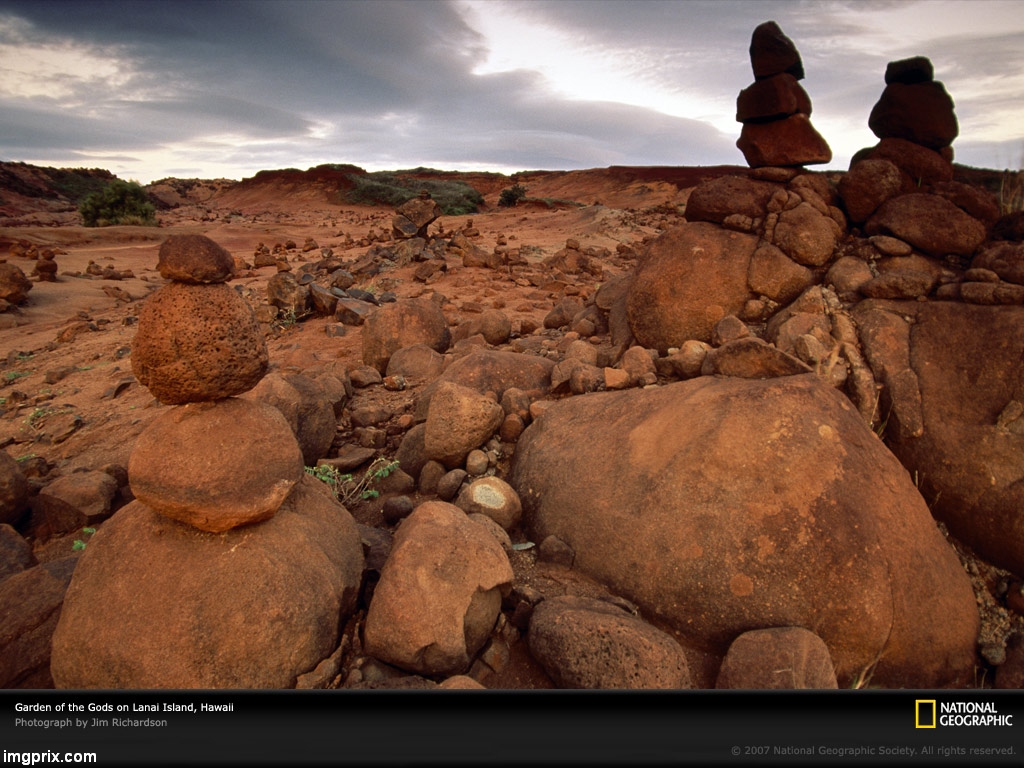 Garden of the Gods on Lanai Island, Hawaii
Photograph by Jim Richardson
NATIONAL
GEOGRAPHIC
© 2007 National Geographic Society. All rights reserved.
imgprix.com